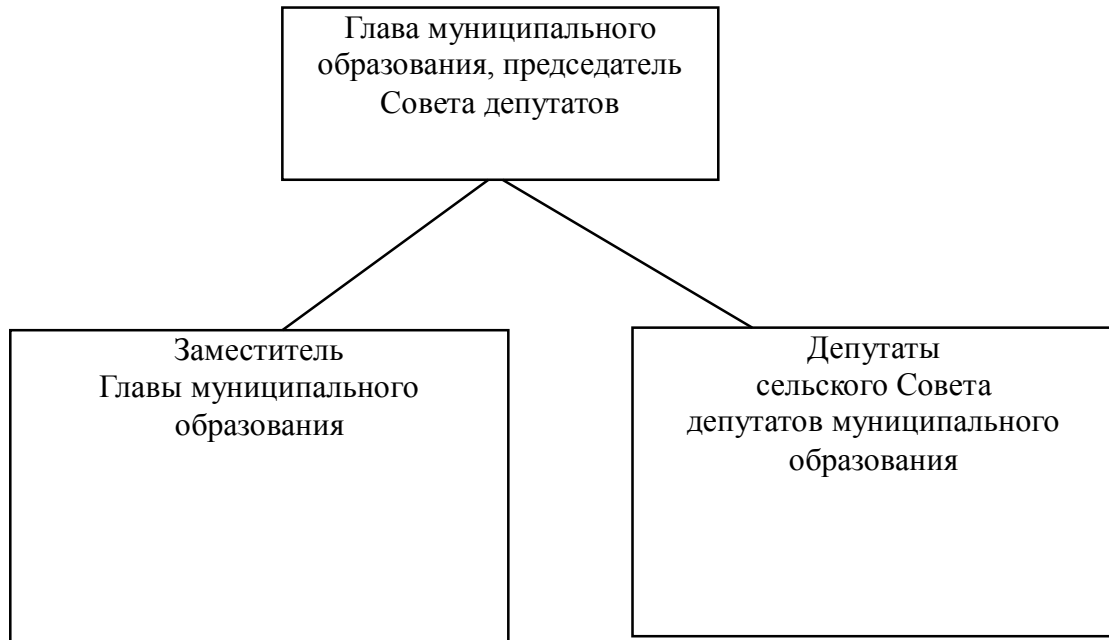 Глава муниципального
образования, председатель
Совета депутатов
Заместитель
Главы муниципального
образования
Депутаты
сельского Совета
депутатов муниципального
образования